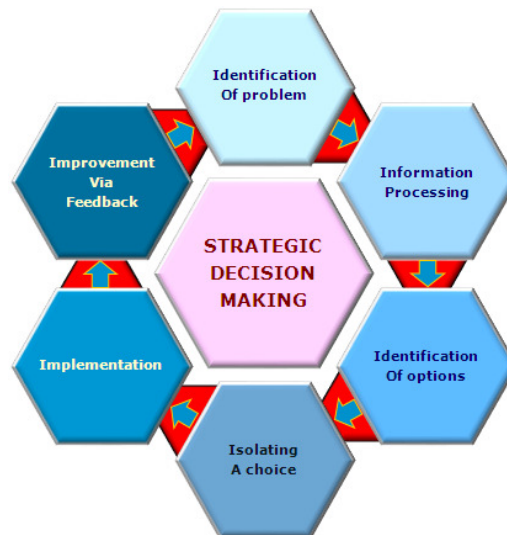 Identification
Of problem
Information
Processing
Identification
Of options
Isolating
A choice
Implementation
Improvement
Via
Feedback
STRATEGIC
DECISION
MAKING